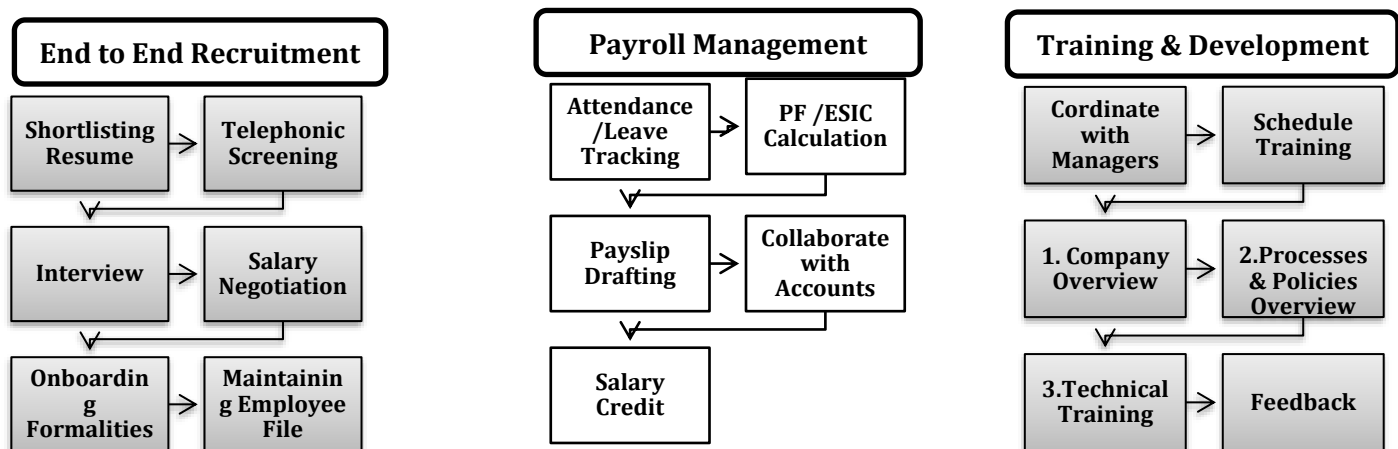 End to End Recruitment
Shortlisting
Resume
Telephonic
Screening
Interview
Salary
Negotiation
Onboardin
g
Formalities
Maintainin
g Employee
File
Payroll Management
Attendance
/Leave
Tracking
PF /ESIC
Calculation
Payslip
Drafting
Collaborate
with
Accounts
Salary
Credit
Training & Development
Cordinate
with
Managers
Schedule
Training
1. Company
Overview
2.Processes
& Policies
Overview
3.Technical
Training
Feedback